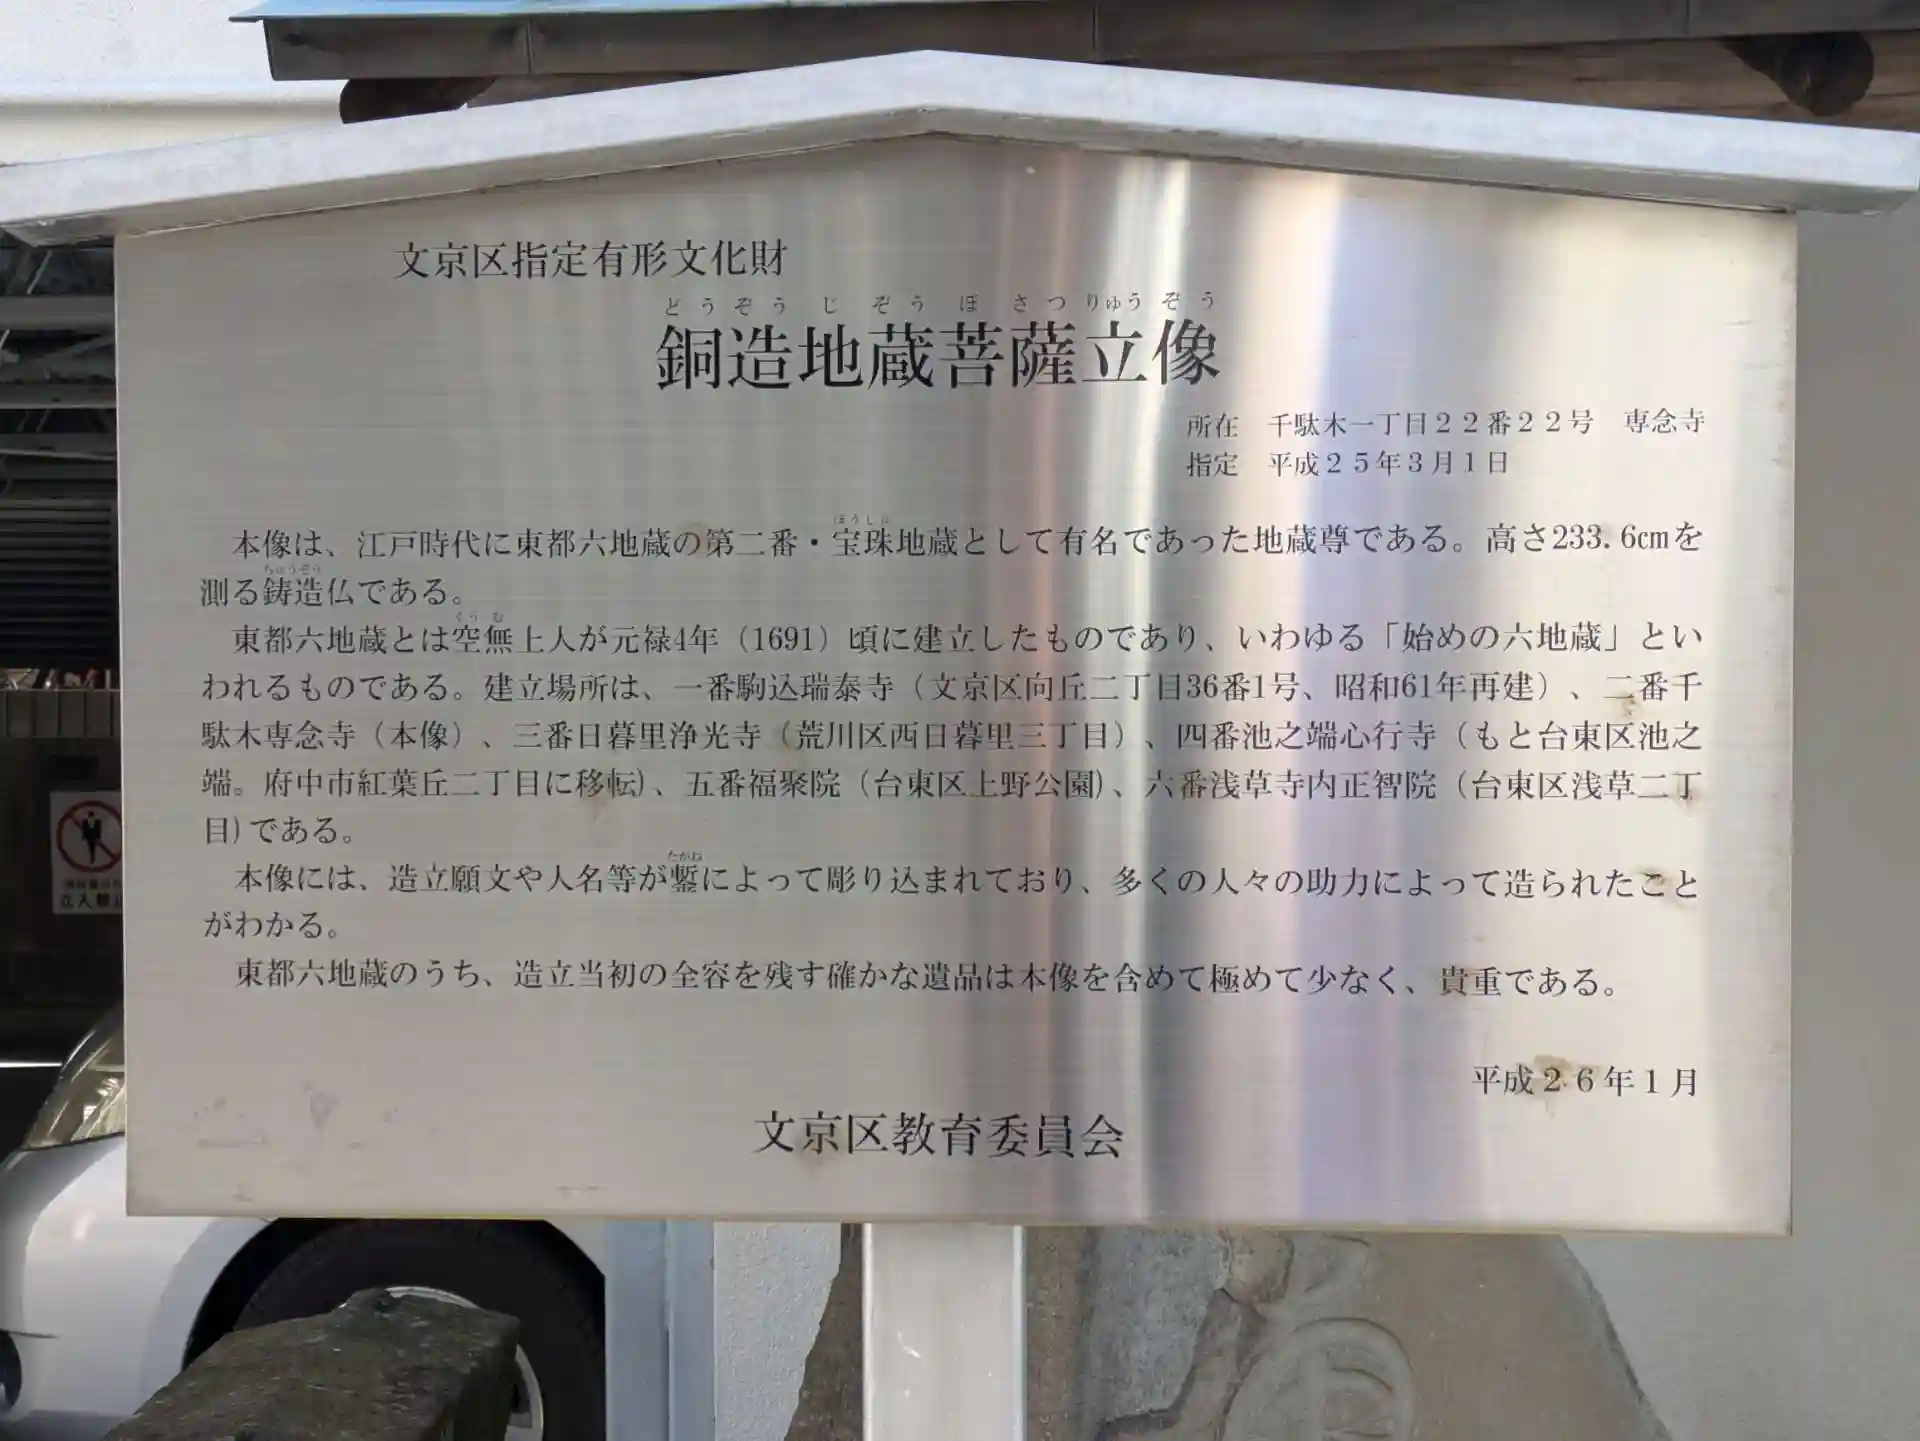 文京区指定有形文化財
どうぞうじぞうぼさつりゅうぞう
銅造地蔵菩薩立像
所在　千駄木一丁目２２番２２号　専念寺
指定　平成２５年３月１日
ほうしゅ
本像は、江戸時代に東都六地蔵の第二番・宝珠地蔵として有名であった地蔵尊である。高さ233.6㎝を
ちゅうぞう
測る鋳造仏である。
くうむ
東都六地蔵とは空無上人が元禄4年（1691）頃に建立したものであり、いわゆる「始めの六地蔵」とい
われるものである。建立場所は、一番駒込瑞泰寺（文京区向丘二丁目36番1号、昭和61年再建）、二番千
駄木専念寺（本像）、三番日暮里浄光寺（荒川区西日暮里三丁目）、四番池之端心行寺（もと台東区池之
端。府中市紅葉丘二丁目に移転）、五番福聚院（台東区上野公園）、六番浅草寺内正智院（台東区浅草二丁
目）である。
たがね
本像には、造立願文や人名等が鏨によって彫り込まれており、多くの人々の助力によって造られたこと
がわかる。
東都六地蔵のうち、造立当初の全容を残す確かな遺品は本像を含めて極めて少なく、貴重である。
平成２６年１月
文京区教育委員会
立入禁止